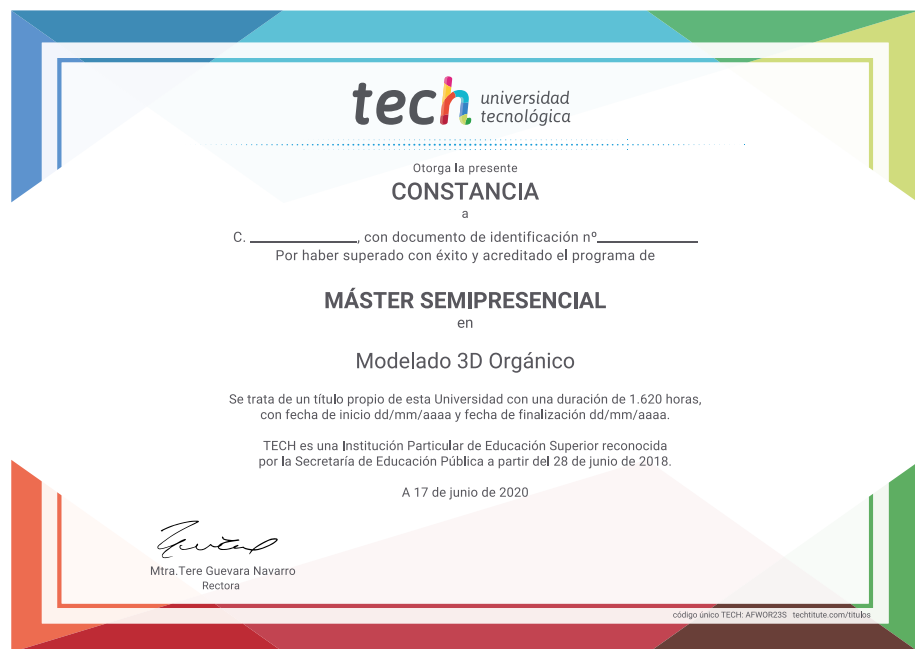 tech universidad
tecnológica
Otorga la presente
CONSTANCIA
a
C. ____________, con documento de identificación nº____________
Por haber superado con éxito y acreditado el programa de
MÁSTER SEMIPRESENCIAL
en
Modelado 3D Orgánico
Se trata de un título propio de esta Universidad con una duración de 1.620 horas,
con fecha de inicio dd/mm/aaaa y fecha de finalización dd/mm/aaaa.
TECH es una Institución Particular de Educación Superior reconocida
por la Secretaría de Educación Pública a partir del 28 de junio de 2018.
A 17 de junio de 2020
Mtra.Tere Guevara Navarro
Rectora
código único TECH: AFWOR23S techtitute.com/titulos